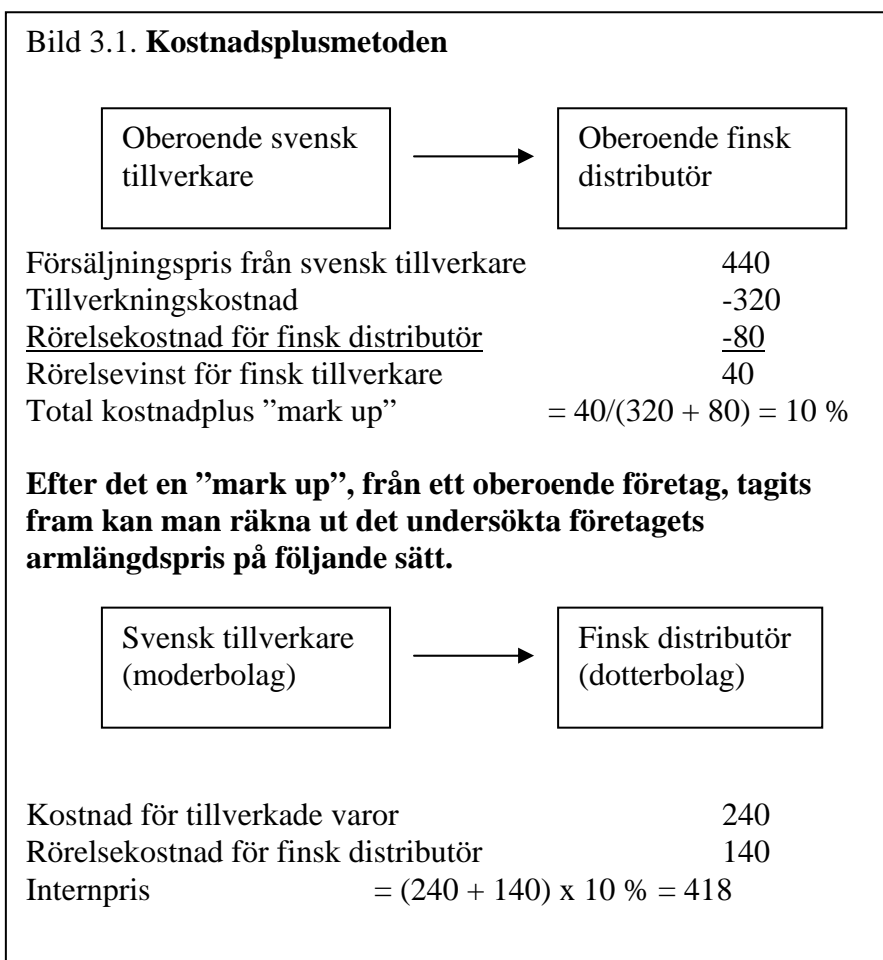 Bild 3.1. Kostnadsplusmetoden
Oberoende svensk
tillverkare
Oberoende finsk
distributör
Försäljningspris från svensk tillverkare 440
Tillverkningskostnad -320
Rörelsekostnad för finsk distributör -80
Rörelsevinst för finsk tillverkare 40
Total kostnadplus ”mark up” = 40/(320 + 80) = 10 %
Efter det en ”mark up”, från ett oberoende företag, tagits
fram kan man räkna ut det undersökta företagets
armlängdspris på följande sätt.
Svensk tillverkare
(moderbolag)
Finsk distributör
(dotterbolag)
Kostnad för tillverkade varor 240
Rörelsekostnad för finsk distributör 140
Internpris = (240 + 140) x 10 % = 418